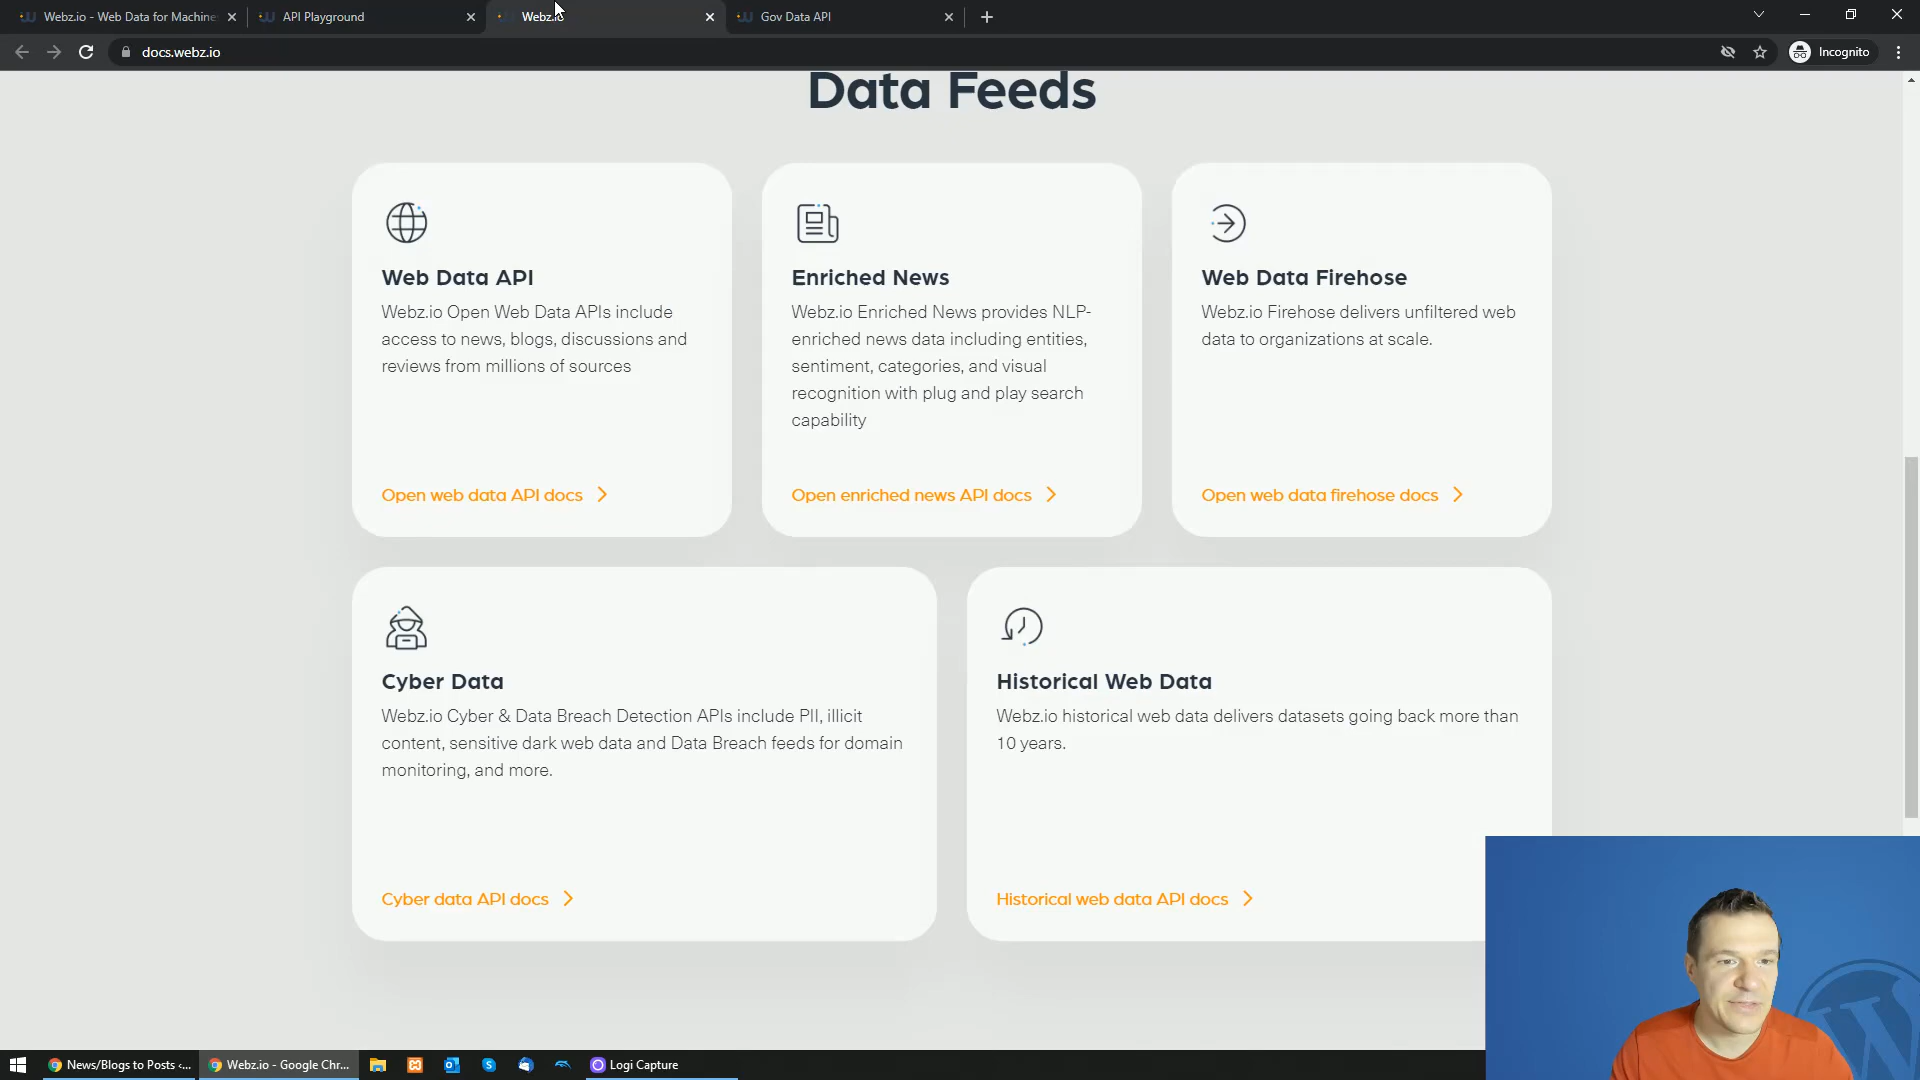 Webz.io - Web Data for Machine
API Playground
Webz.io
Gov Data API
docs.webz.io
Incognito
Data Feeds
Web Data API
Webz.io Open Web Data APIs include
access to news, blogs, discussions and
reviews from millions of sources
Open web data API docs
Enriched News
Webz.io Enriched News provides NLP-
enriched news data including entities,
sentiment, categories, and visual
recognition with plug and play search
capability
Open enriched news API docs
Web Data Firehose
Webz.io Firehose delivers unfiltered web
data to organizations at scale.
Open web data firehose docs
Cyber Data
Webz.io Cyber & Data Breach Detection APIs include PII, illicit
content, sensitive dark web data and Data Breach feeds for domain
monitoring, and more.
Cyber data API docs
Historical Web Data
Webz.io historical web data delivers datasets going back more than
10 years.
Historical web data API docs
News/Blogs to Posts ‹...
Webz.io - Google Chr...
Logi Capture